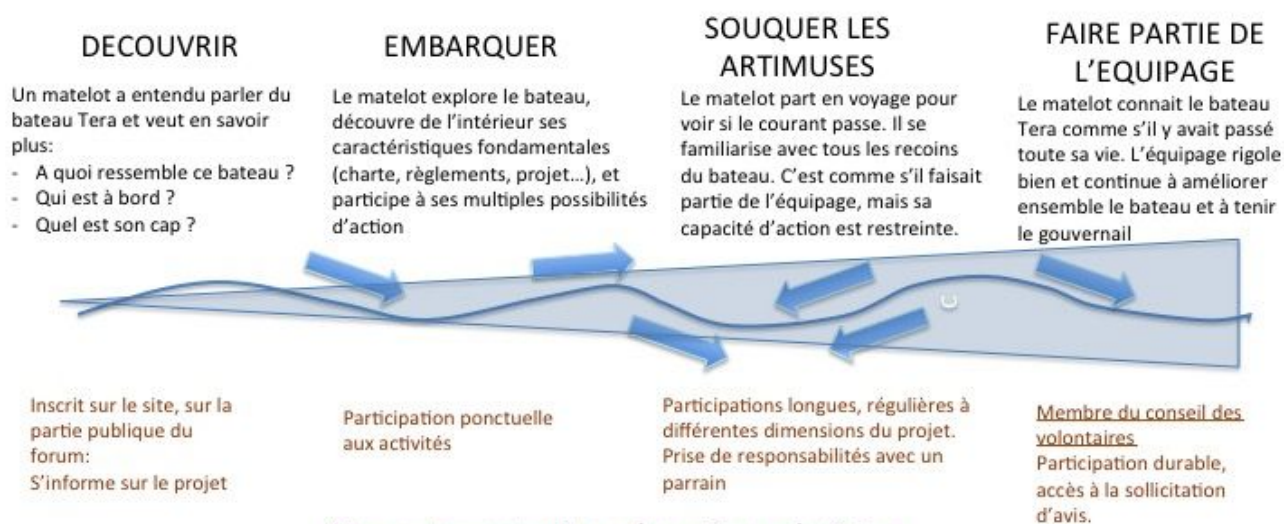 DECOUVRIR
Un matelot a entendu parler du
bateau Tera et veut en savoir
plus:
- A quoi ressemble ce bateau ?
- Qui est à bord ?
- Quel est son cap ?
EMBARQUER
Le matelot explore le bateau,
découvre de l'intérieur ses
caractéristiques fondamentales
(charte, règlements, projet...), et
participe à ses multiples possibilités
d'action
SOUQUER LES
ARTIMUSES
Le matelot part en voyage pour
voir si le courant passe. Il se
familiarise avec tous les recoins
du bateau. C'est comme s'il faisait
partie de l'équipage, mais sa
capacité d'action est restreinte.
FAIRE PARTIE DE
L'EQUIPAGE
Le matelot connait le bateau
Tera comme s'il y avait passé
toute sa vie. L'équipage rigole
bien et continue à améliorer
ensemble le bateau et à tenir
le gouvernail
Inscrit sur le site, sur la
partie publique du
forum:
S'informe sur le projet
Participation ponctuelle
aux activités
Participations longues, régulières à
différentes dimensions du projet.
Prise de responsabilités avec un
parrain
Membre du conseil des
volontaires
Participation durable,
accès à la sollicitation
d'avis.